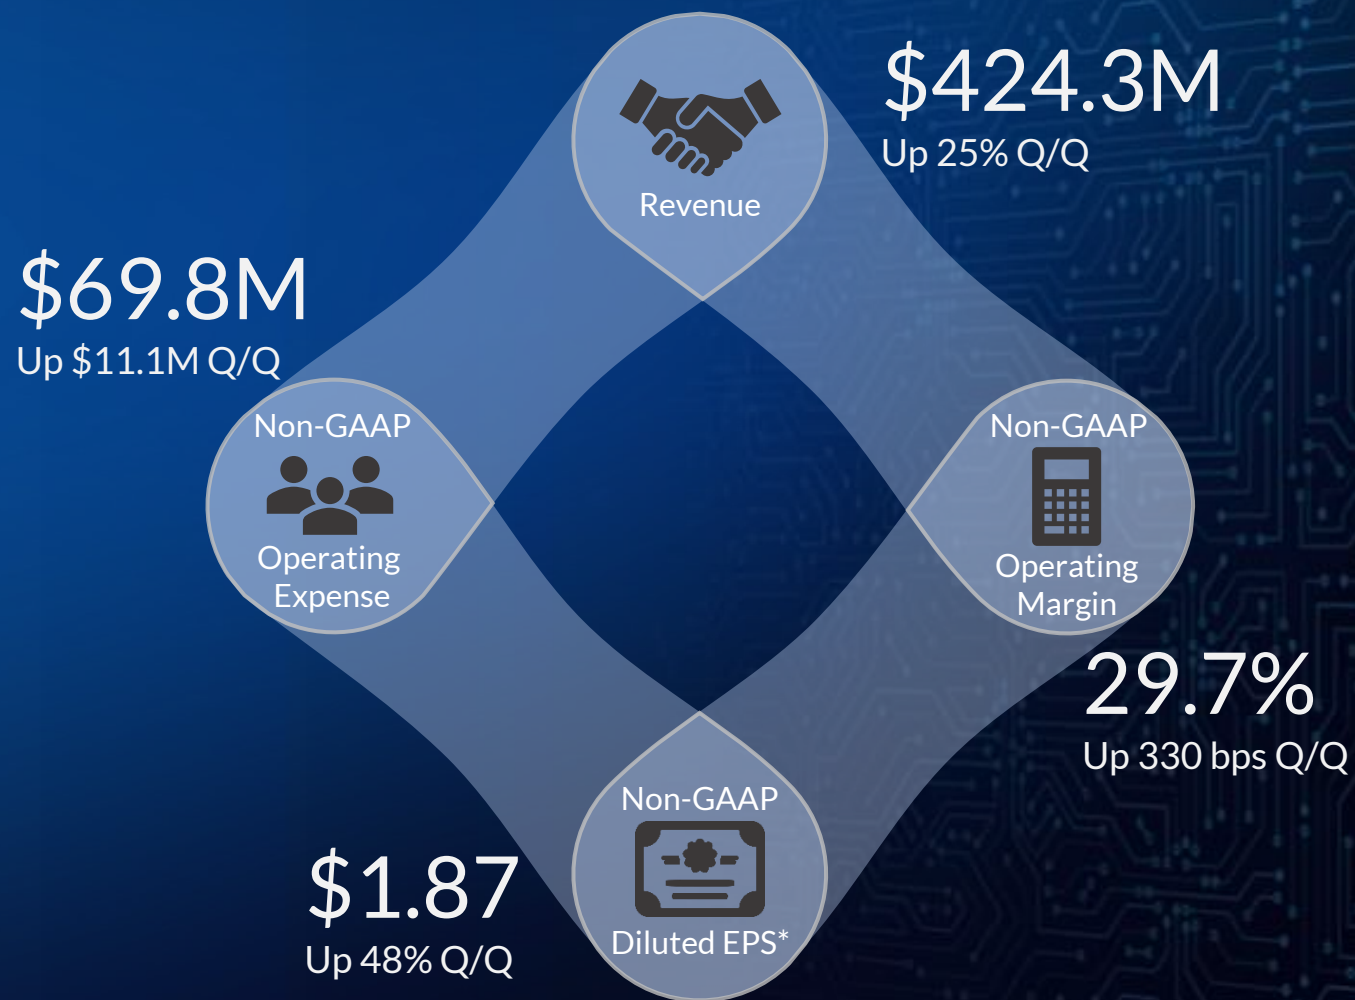 $424.3M
Up 25% Q/Q
Revenue
$69.8M
Up $11.1M Q/Q
Non-GAAP
Operating
Expense
Non-GAAP
Operating
Margin
29.7%
Up 330 bps Q/Q
Non-GAAP
Diluted EPS*
$1.87
Up 48% Q/Q